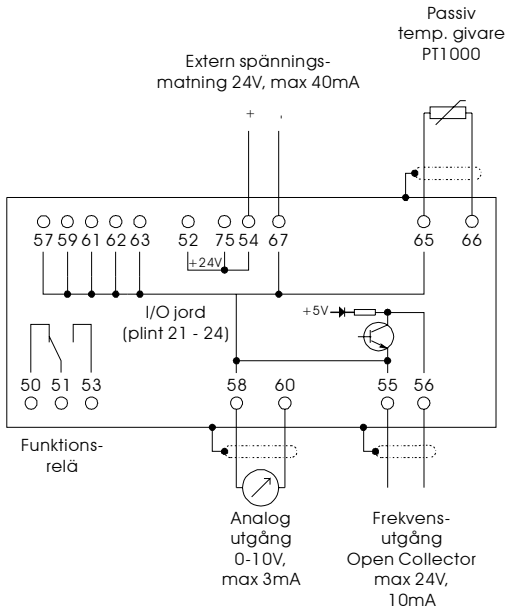 Passiv
temp. givare
PT1000
Extern spännings-
matning 24V, max 40mA
+ -
57 59 61 62 63 52 75 54 67 65 66
+24V
I/O jord
(plint 21 - 24)
+5V
50 51 53 58 60 55 56
Funktions-
relä
Analog
utgång
0-10V,
max 3mA
Frekvens-
utgång
Open Collector
max 24V,
10mA